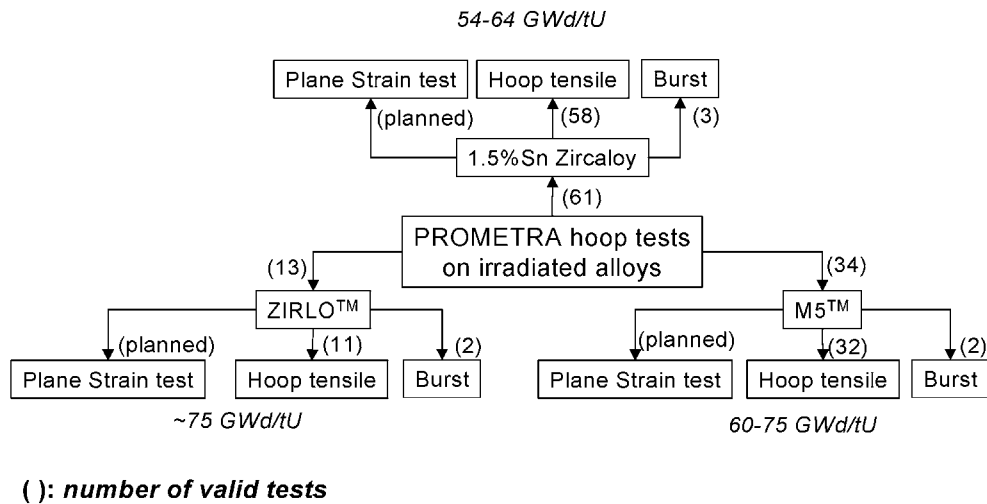 54-64 GWd/tU
Plane Strain test
Hoop tensile
Burst
(planned)
(58)
(3)
1.5%Sn Zircaloy
(61)
PROMETRA hoop tests
on irradiated alloys
(13)
(34)
ZIRLO™
M5™
(planned)
(11)
(2)
(planned)
(32)
(2)
Plane Strain test
Hoop tensile
Burst
Plane Strain test
Hoop tensile
Burst
~75 GWd/tU
60-75 GWd/tU
( ): number of valid tests